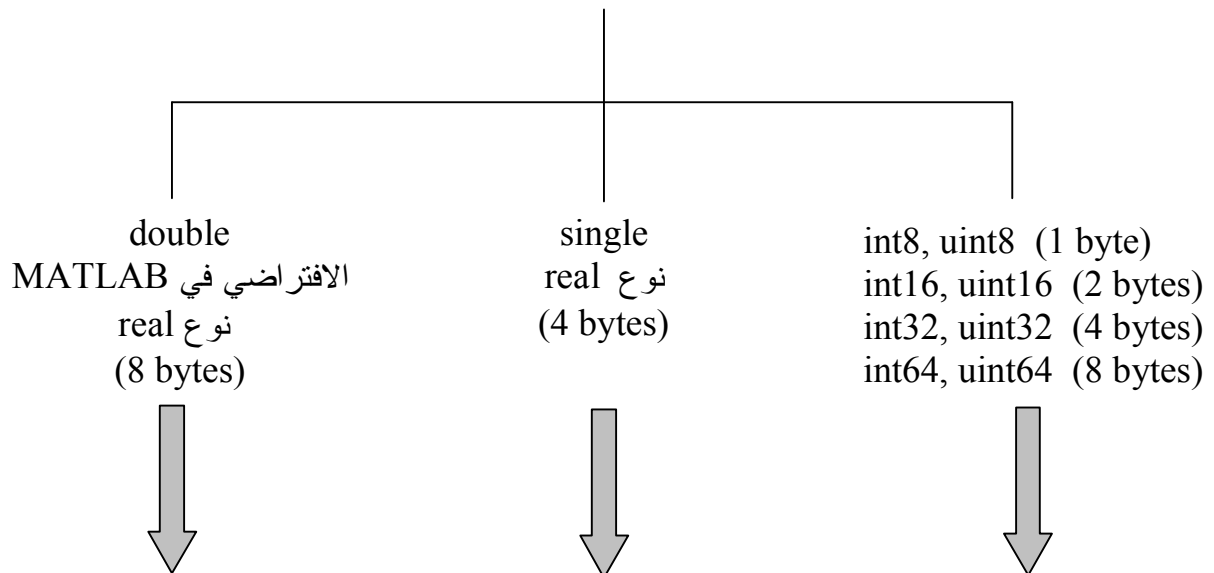 double
الافتراضي في MATLAB
نوع real
(8 bytes)
single
نوع real
(4 bytes)
int8, uint8 (1 byte)
int16, uint16 (2 bytes)
int32, uint32 (4 bytes)
int64, uint64 (8 bytes)